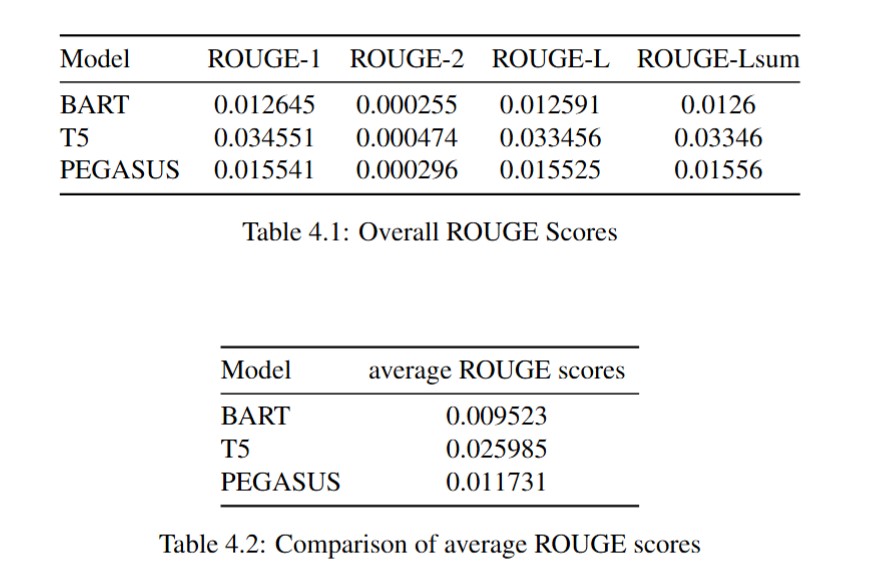 Model ROUGE-1 ROUGE-2 ROUGE-L ROUGE-Lsum
BART 0.012645 0.000255 0.012591 0.0126
T5 0.034551 0.000474 0.033456 0.03346
PEGASUS 0.015541 0.000296 0.015525 0.01556
Table 4.1: Overall ROUGE Scores
Model average ROUGE scores
BART 0.009523
T5 0.025985
PEGASUS 0.011731
Table 4.2: Comparison of average ROUGE scores